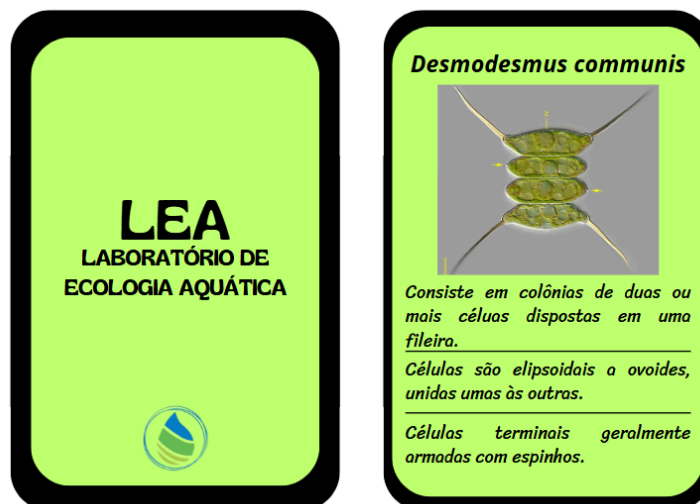 LEA
LABORATÓRIO DE
ECOLOGIA AQUÁTICA
Desmodesmus communis
Consiste em colônias de duas ou
mais céluas dispostas em uma
fileira.
Células são elipsoidais a ovoides,
unidas umas às outras.
Células terminais geralmente
armadas com espinhos.